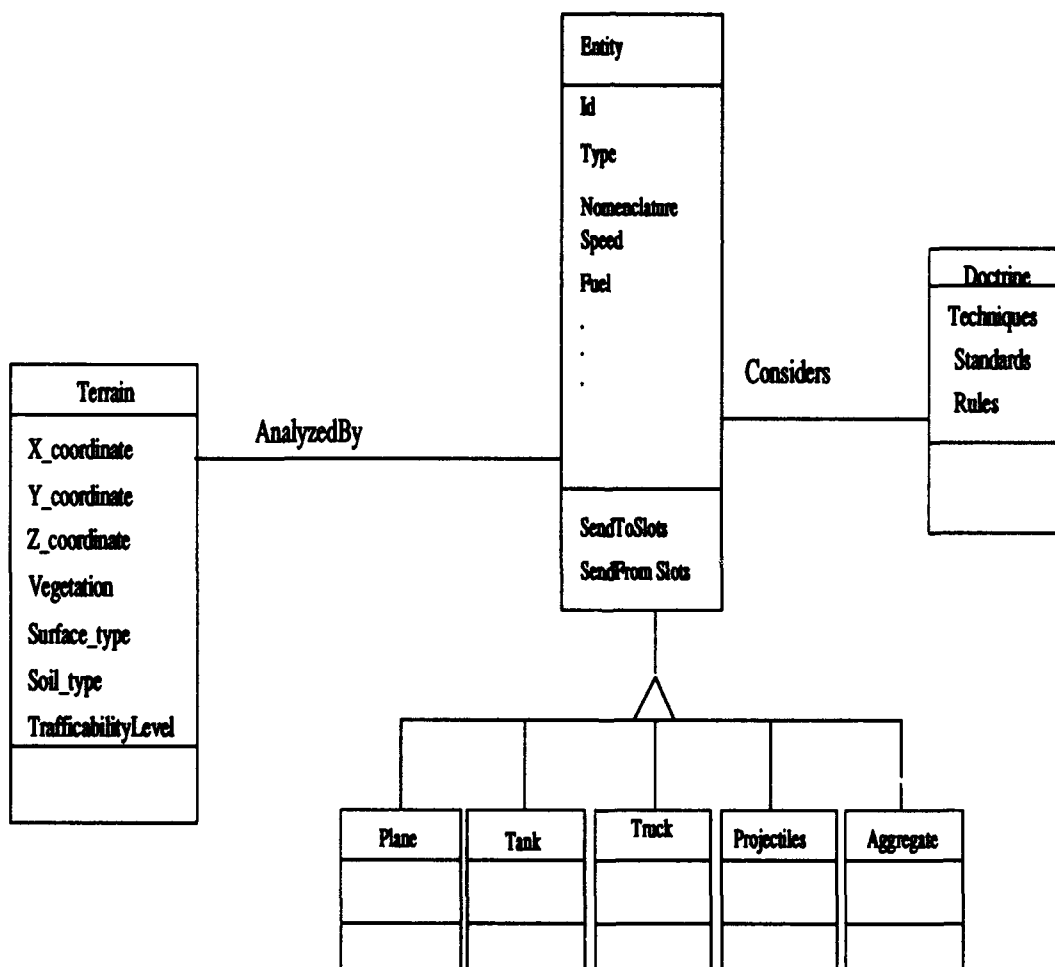 Entity
Id
Type
Nomenclature
Speed
Fuel
.
.
.
SendToSlots
SendFrom Slots
Considers
Doctrine
Techniques
Standards
Rules
Terrain
X_coordinate
Y_coordinate
Z_coordinate
Vegetation
Surface_type
Soil_type
TrafficabilityLevel
AnalyzedBy
Plane
Tank
Truck
Projectiles
Aggregate